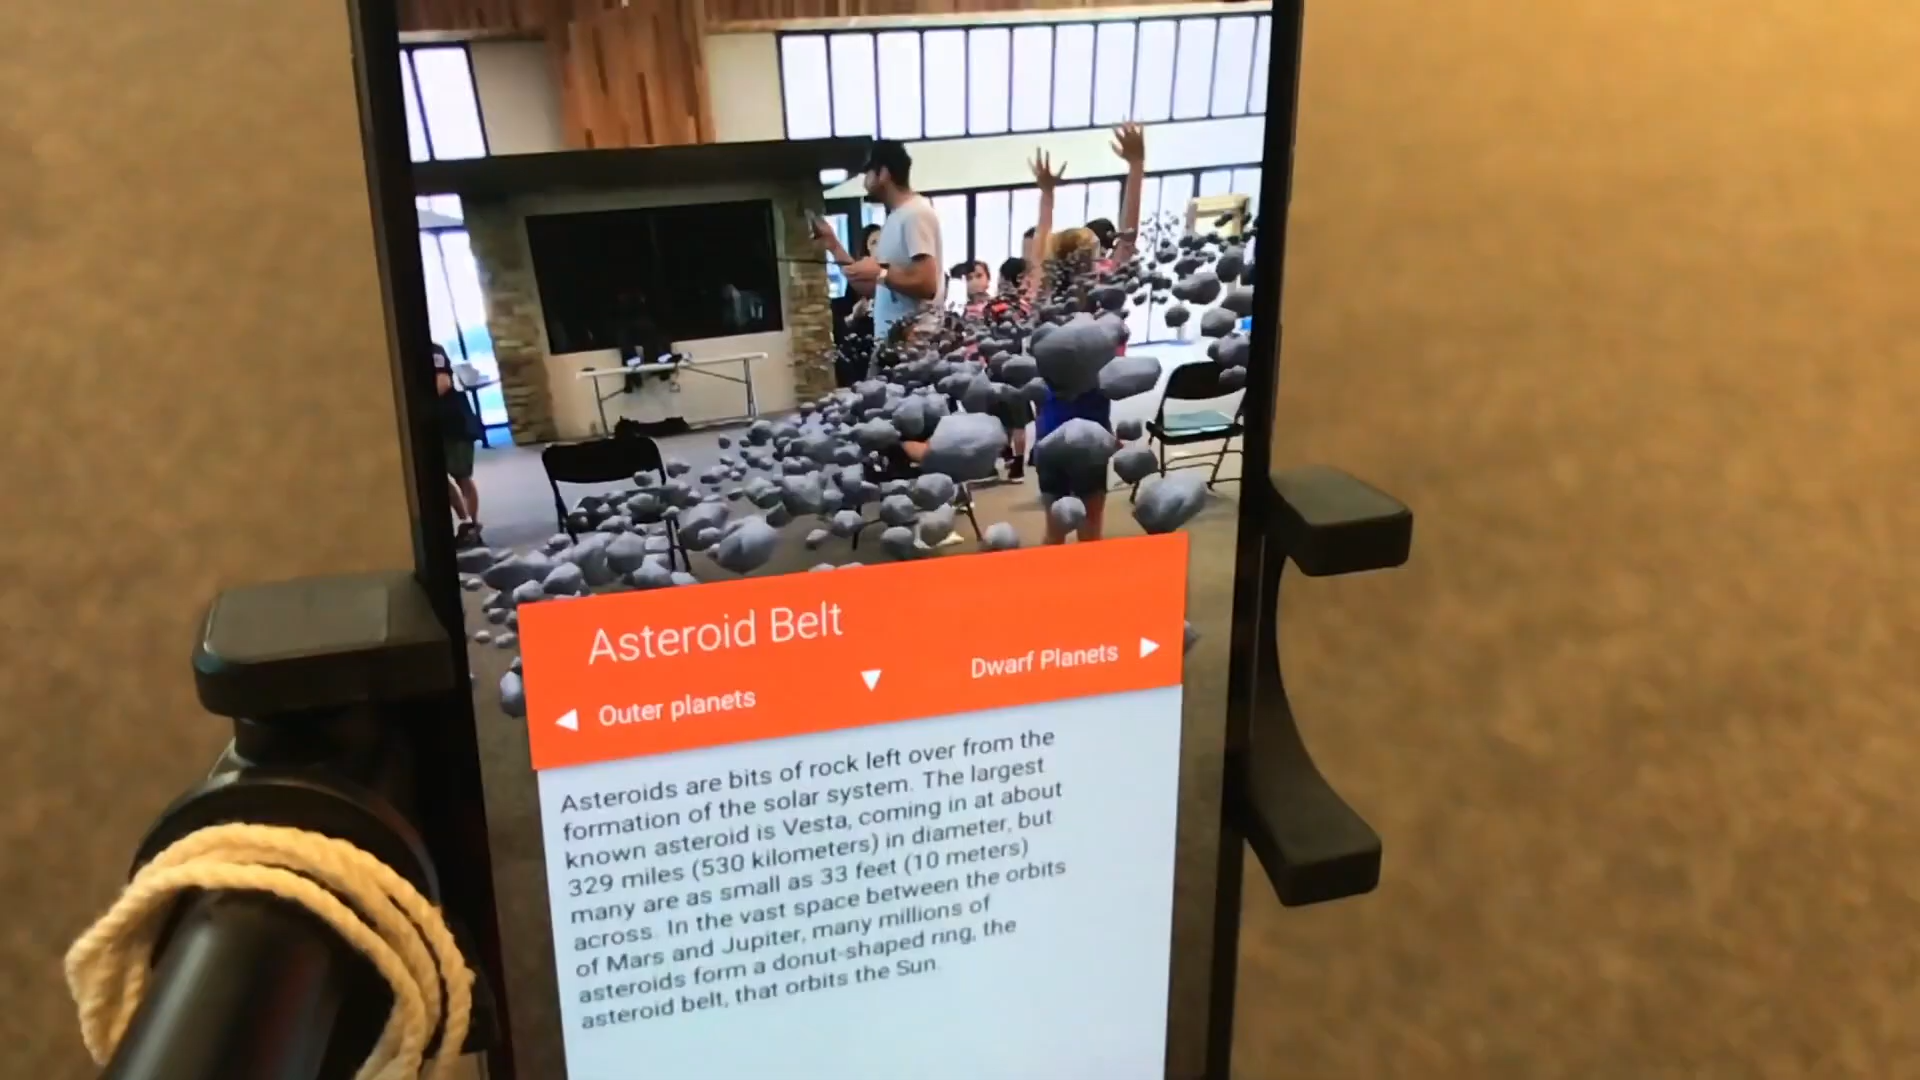 Asteroid Belt
◀ Outer planets ▼ Dwarf Planets ▶
Asteroids are bits of rock left over from the
formation of the solar system. The largest
known asteroid is Vesta, coming in at about
329 miles (530 kilometers) in diameter, but
many are as small as 33 feet (10 meters)
across. In the vast space between the orbits
of Mars and Jupiter, many millions of
asteroids form a donut-shaped ring, the
asteroid belt, that orbits the Sun.